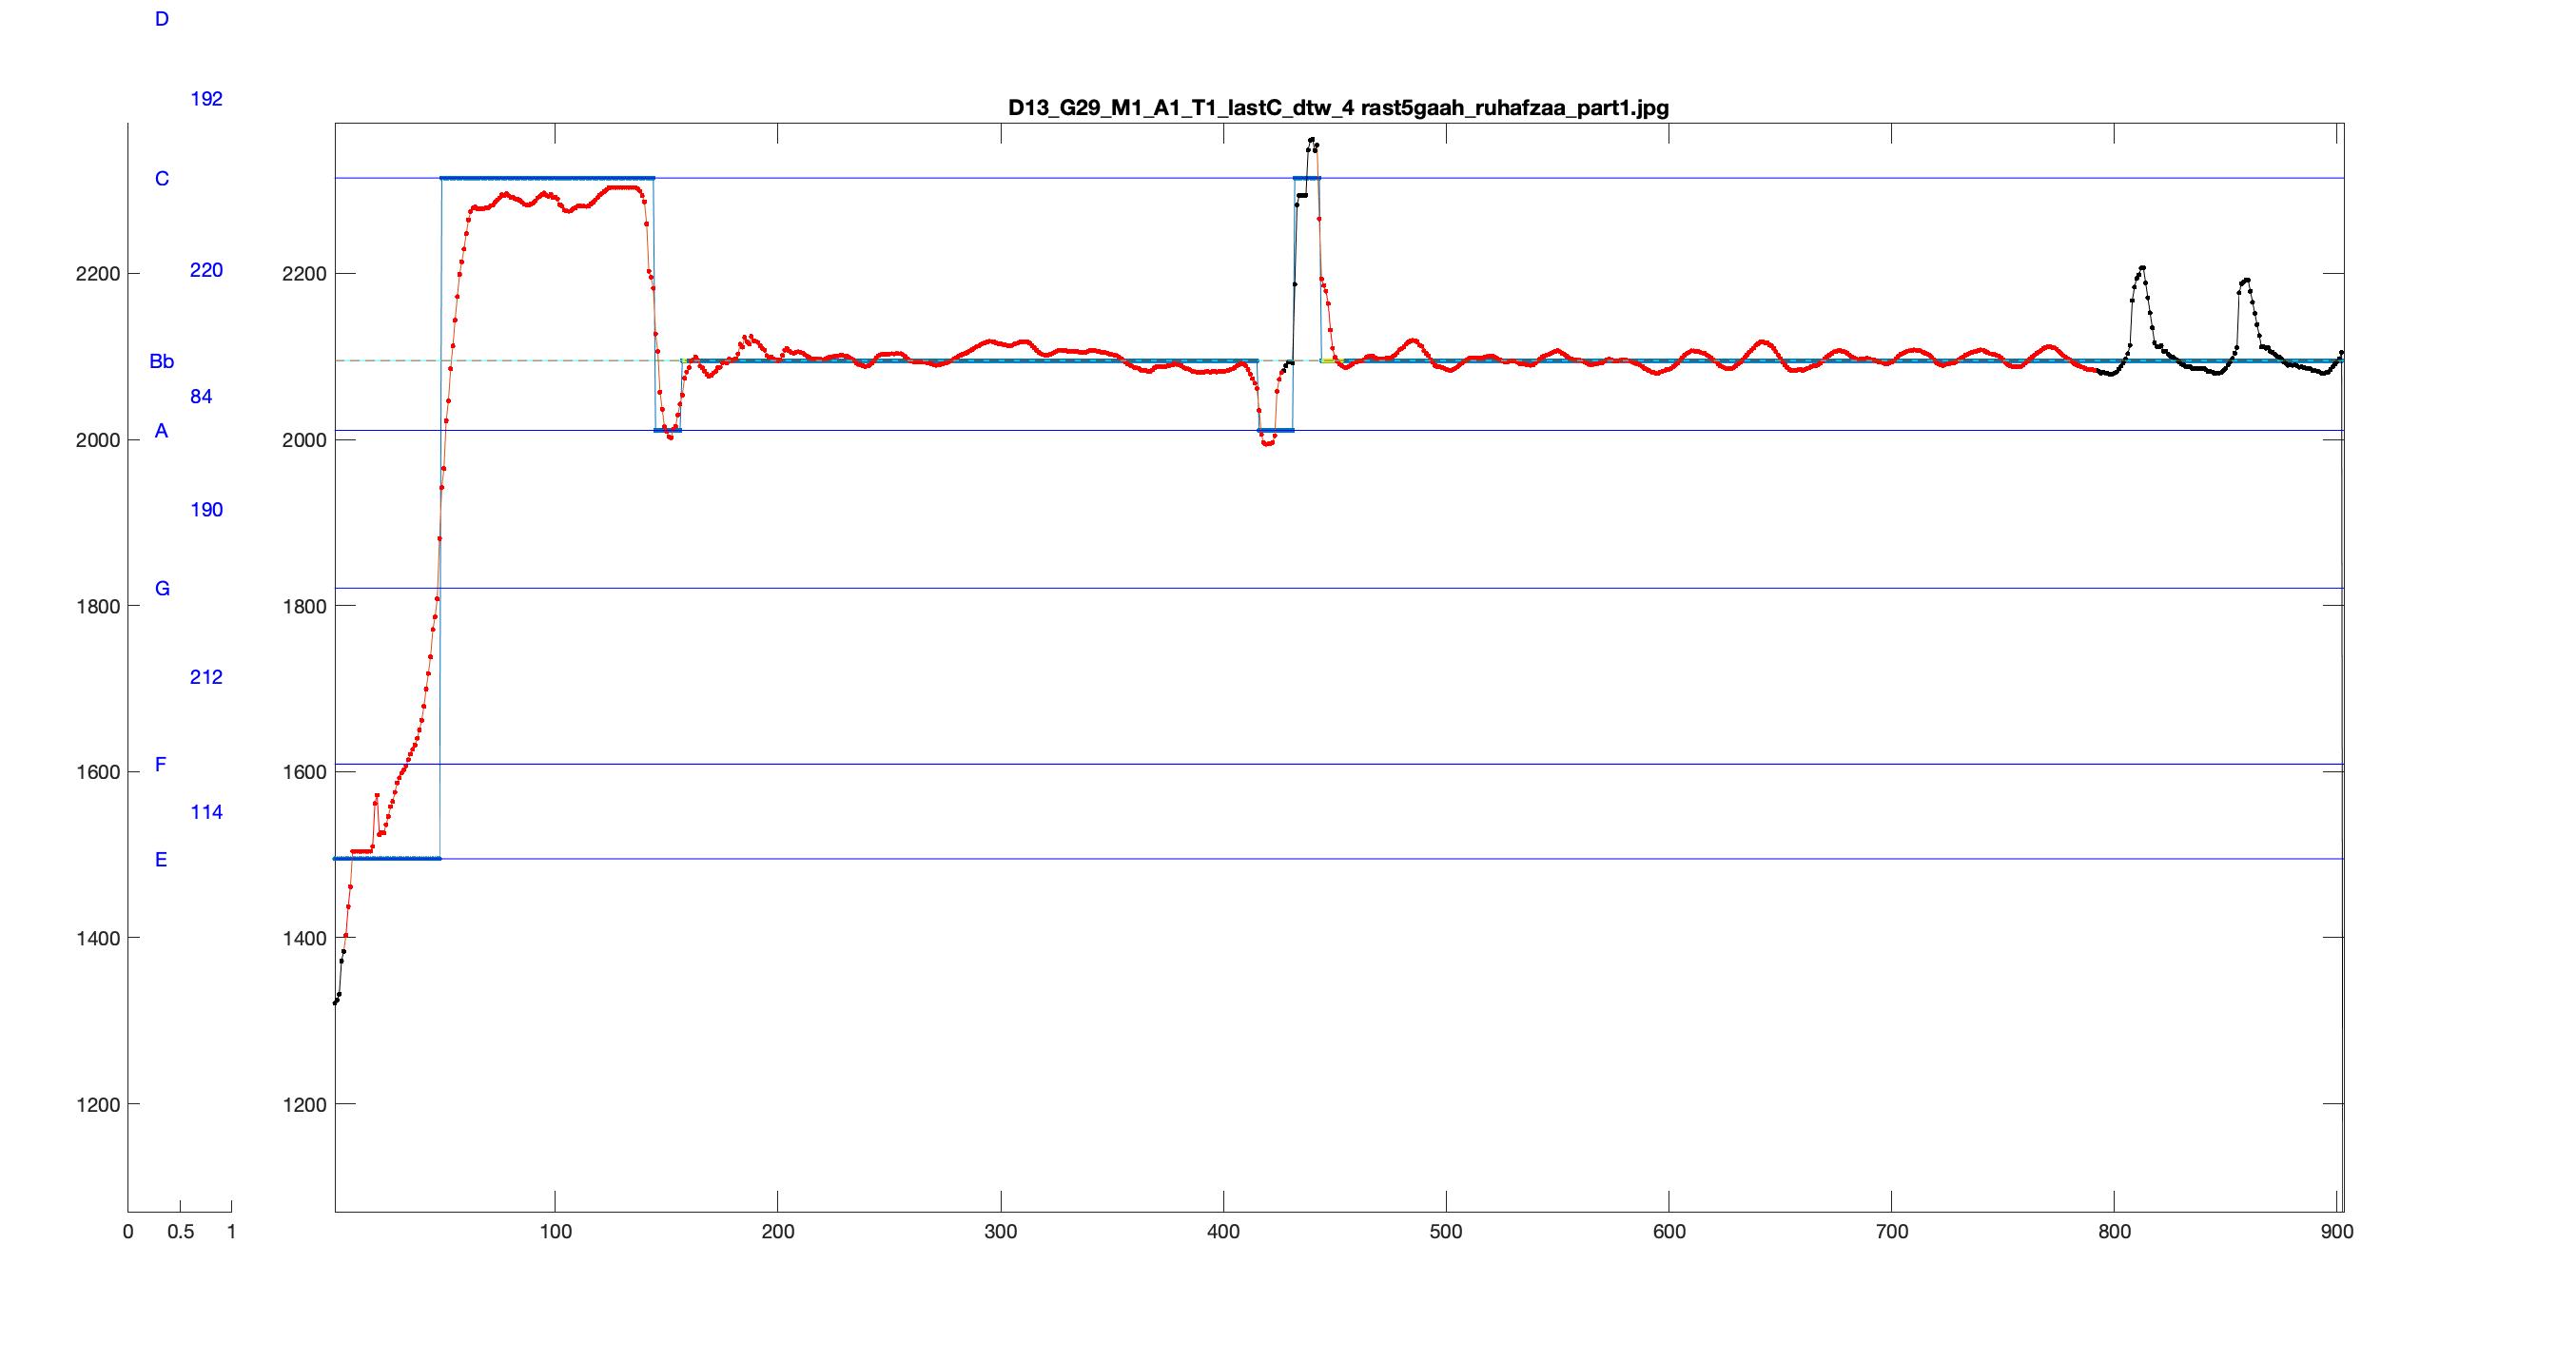 D
192
D13_G29_M1_A1_T1_lastC_dtw_4 rast5gaah_ruhafzaa_part1.jpg
C
2200 220 2200
Bb
84
2000 A 2000
190
G
1800 1800
212
1600 F 1600
114
E
1400 1400
1200 1200
0 0.5 1 100 200 300 400 500 600 700 800 900